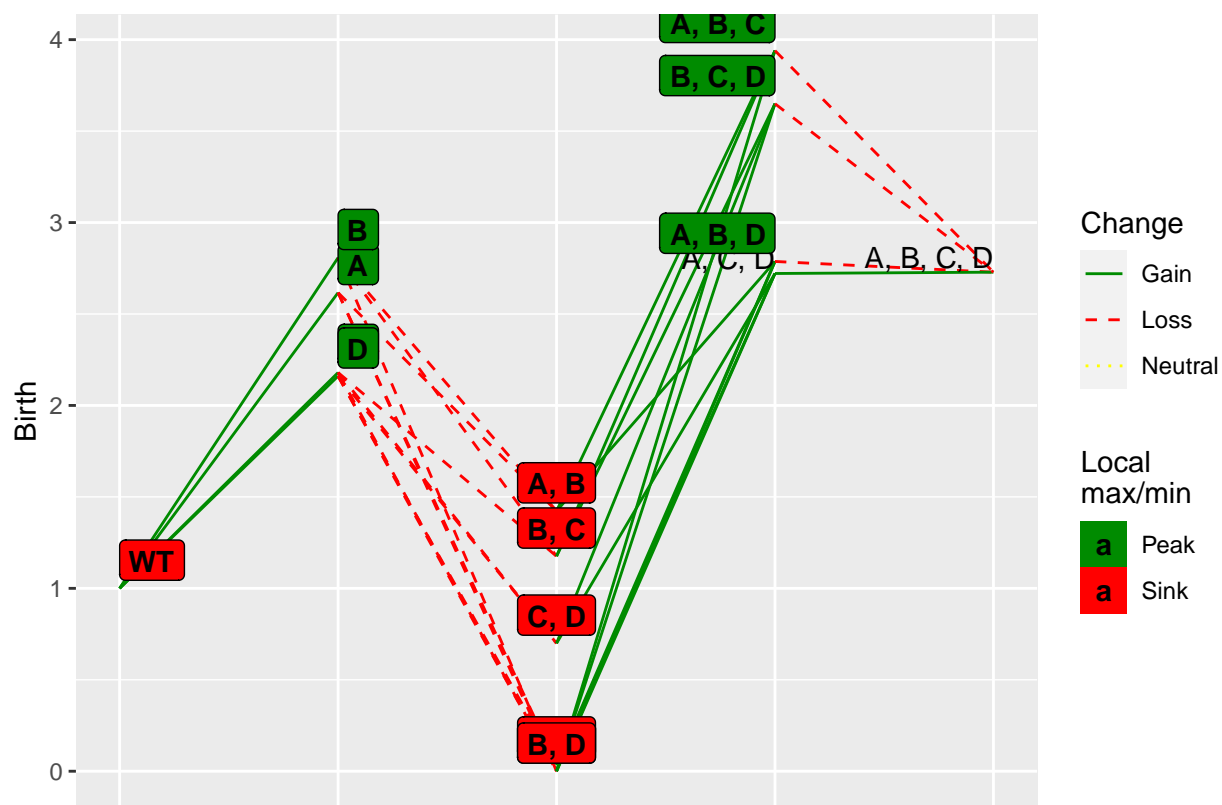 4
3
2
1
0
Birth
A, B, C
B, C, D
A, B, D
A, C, D
A, B, C, D
B
A
D
A, B
B, C
WT
C, D
B, D
Change
Gain
Loss
Neutral
Local
max/min
a Peak
a Sink